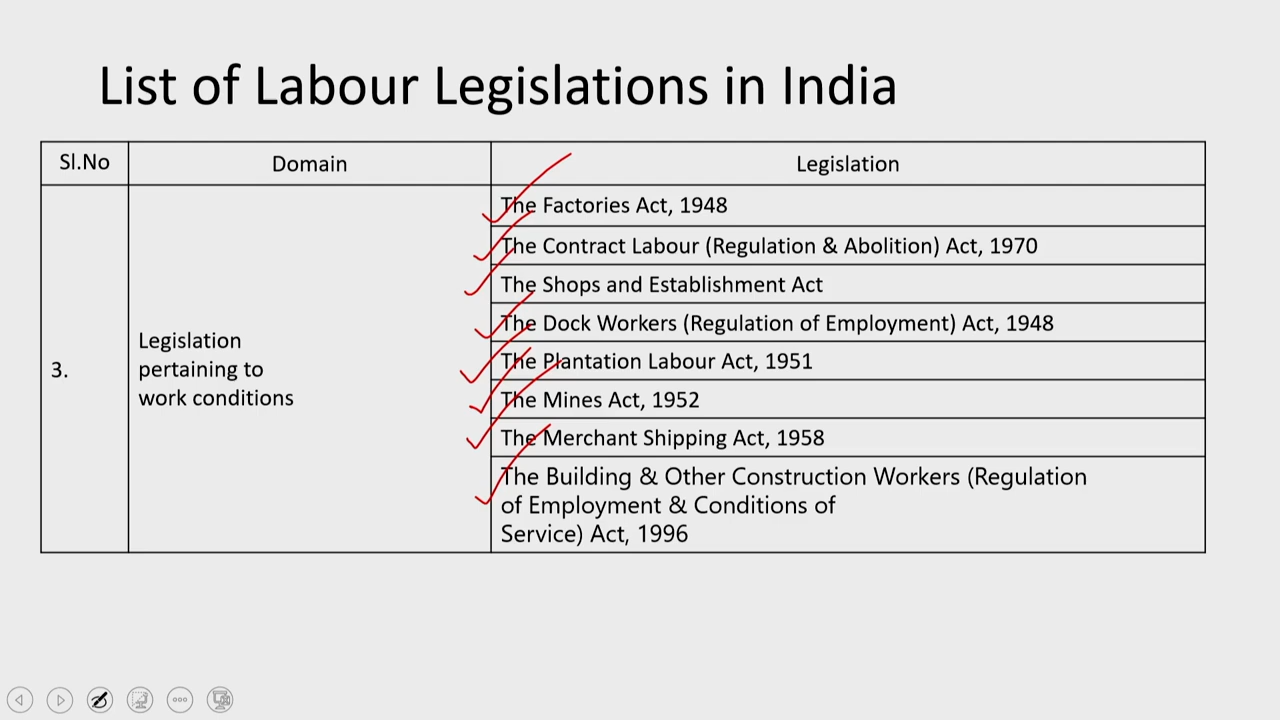 List of Labour Legislations in India
Sl.No
Domain
Legislation
3.
Legislation
pertaining to
work conditions
The Factories Act, 1948
The Contract Labour (Regulation & Abolition) Act, 1970
The Shops and Establishment Act
The Dock Workers (Regulation of Employment) Act, 1948
The Plantation Labour Act, 1951
The Mines Act, 1952
The Merchant Shipping Act, 1958
The Building & Other Construction Workers (Regulation
of Employment & Conditions of
Service) Act, 1996